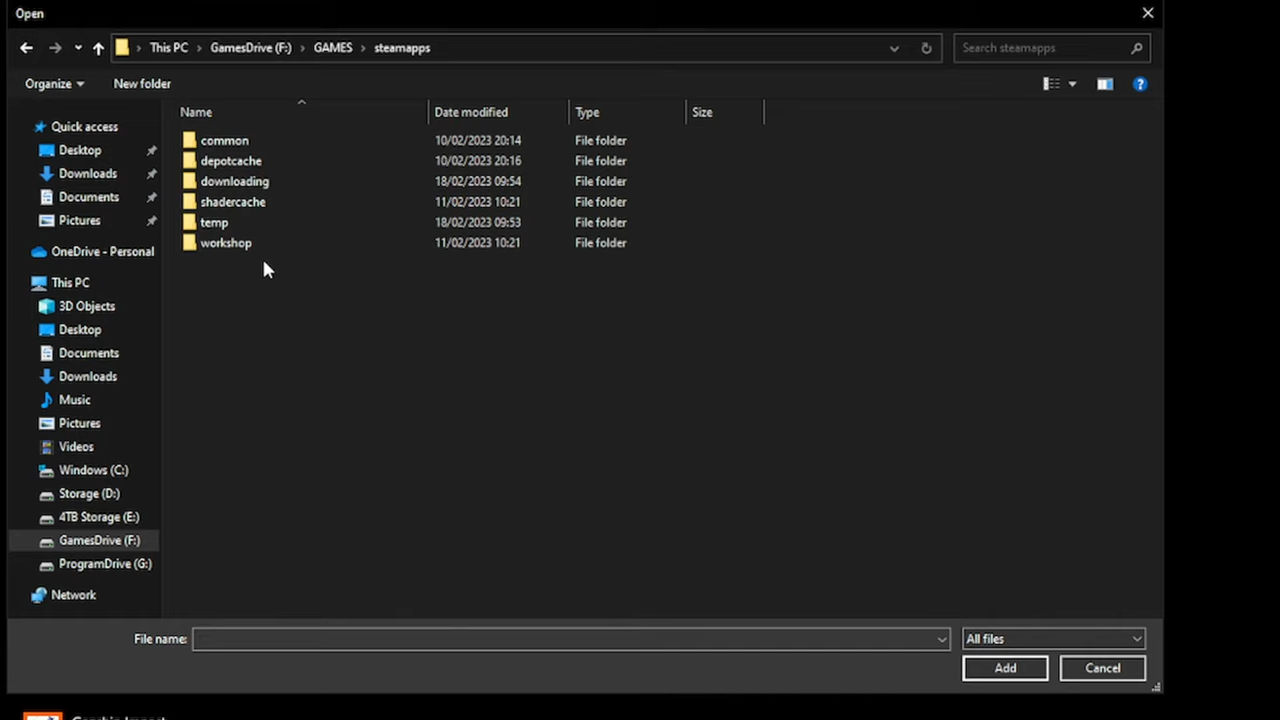 Open
This PC > GamesDrive (F:) > GAMES > steamapps
Search steamapps
Organize
New folder
Name Date modified Type Size
common 10/02/2023 20:14 File folder
depotcache 10/02/2023 20:16 File folder
downloading 18/02/2023 09:54 File folder
shadercache 11/02/2023 10:21 File folder
temp 18/02/2023 09:53 File folder
workshop 11/02/2023 10:21 File folder
Quick access
Desktop
Downloads
Documents
Pictures
OneDrive - Personal
This PC
3D Objects
Desktop
Documents
Downloads
Music
Pictures
Videos
Windows (C:)
Storage (D:)
4TB Storage (E:)
GamesDrive (F:)
ProgramDrive (G:)
Network
File name:
All files
Add
Cancel